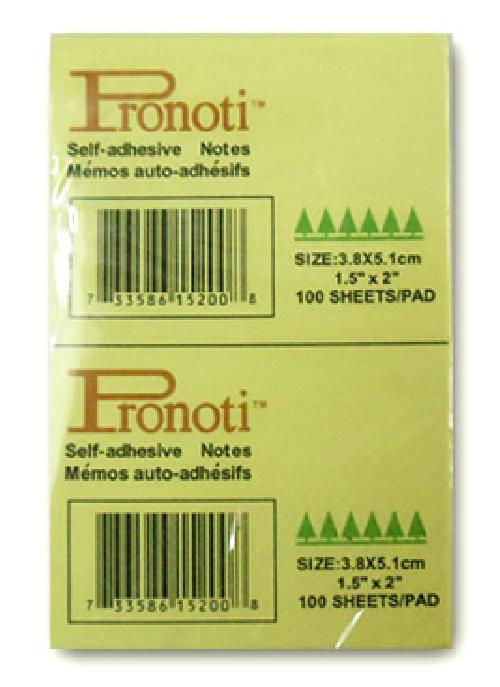 Pronoti™
Self-adhesive Notes
Mémos auto-adhésifs
SIZE:3.8X5.1cm
1.5" x 2"
100 SHEETS/PAD
7 33586 15200 8
Pronoti™
Self-adhesive Notes
Mémos auto-adhésifs
SIZE:3.8X5.1cm
1.5" x 2"
100 SHEETS/PAD
7 33586 15200 8